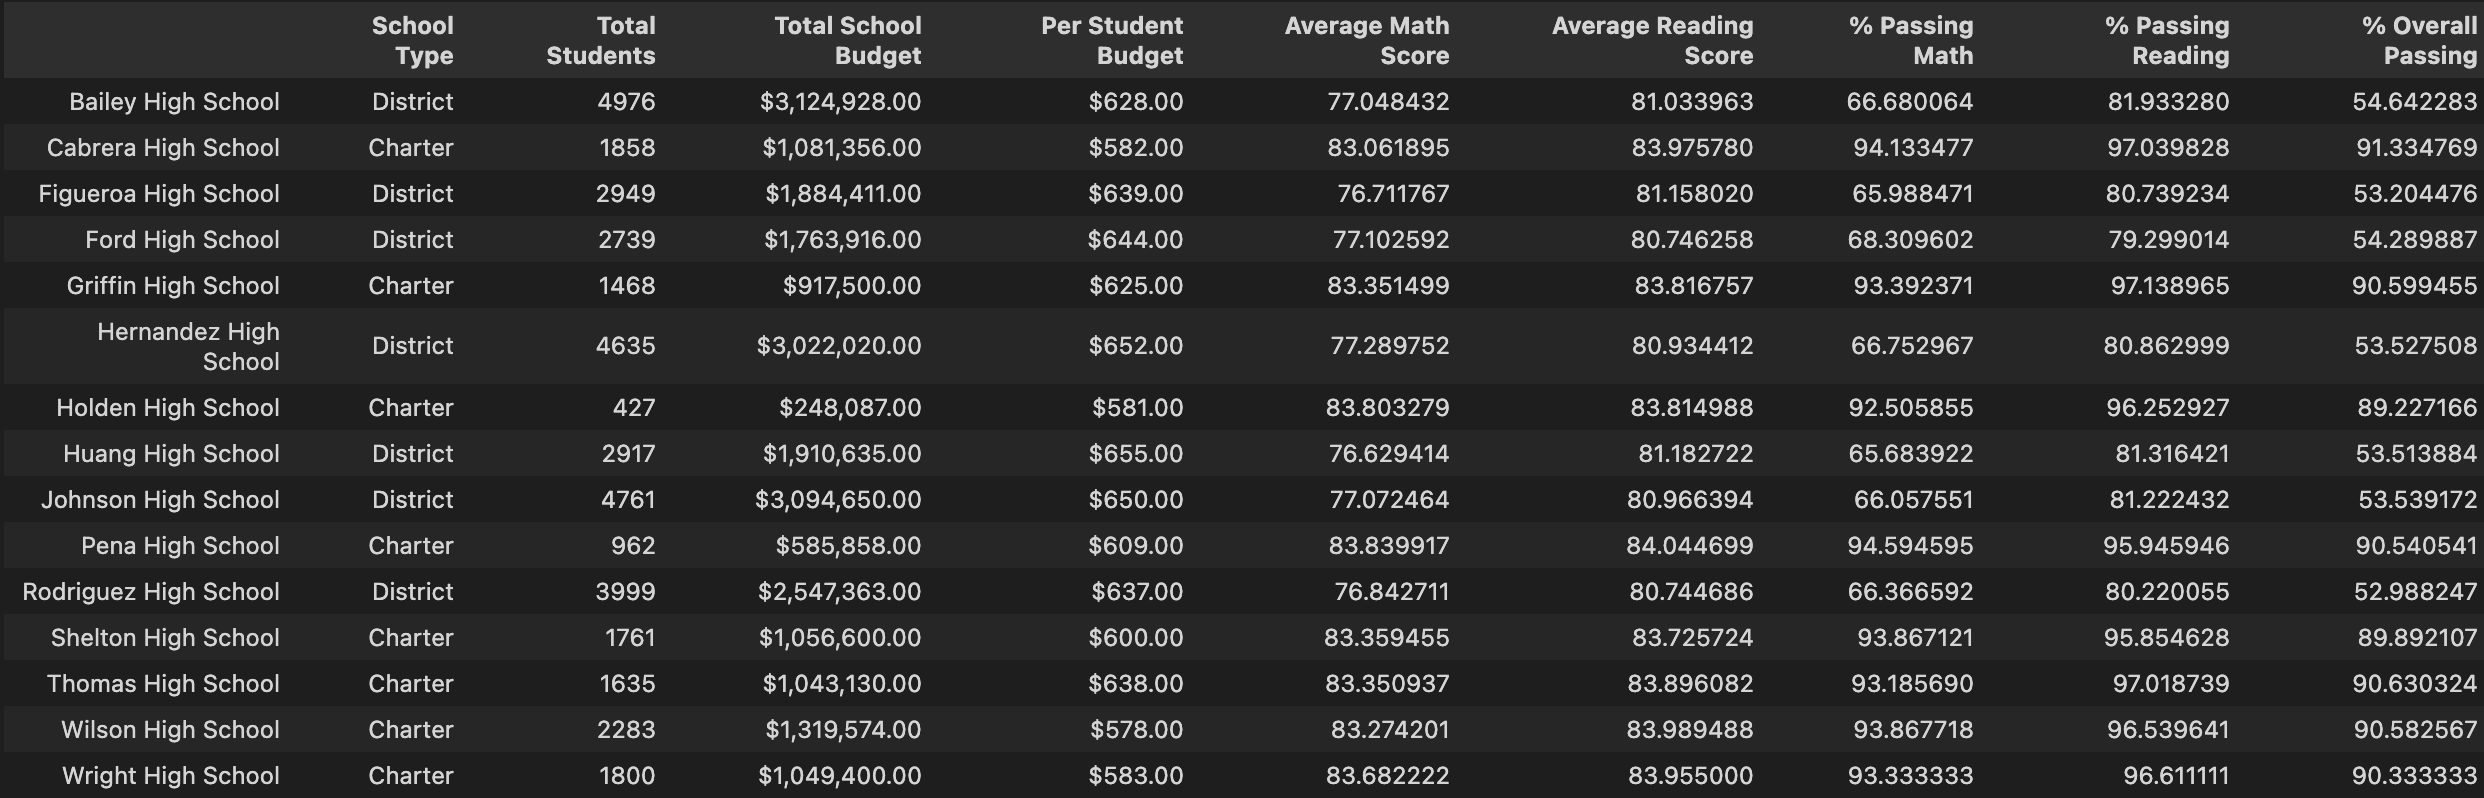 School Type Total Students Total School Budget Per Student Budget Average Math Score Average Reading Score % Passing Math % Passing Reading % Overall Passing
Bailey High School District 4976 $3,124,928.00 $628.00 77.048432 81.033963 66.680064 81.933280 54.642283
Cabrera High School Charter 1858 $1,081,356.00 $582.00 83.061895 83.975780 94.133477 97.039828 91.334769
Figueroa High School District 2949 $1,884,411.00 $639.00 76.711767 81.158020 65.988471 80.739234 53.204476
Ford High School District 2739 $1,763,916.00 $644.00 77.102592 80.746258 68.309602 79.299014 54.289887
Griffin High School Charter 1468 $917,500.00 $625.00 83.351499 83.816757 93.392371 97.138965 90.599455
Hernandez High School District 4635 $3,022,020.00 $652.00 77.289752 80.934412 66.752967 80.862999 53.527508
Holden High School Charter 427 $248,087.00 $581.00 83.803279 83.814988 92.505855 96.252927 89.227166
Huang High School District 2917 $1,910,635.00 $655.00 76.629414 81.182722 65.683922 81.316421 53.513884
Johnson High School District 4761 $3,094,650.00 $650.00 77.072464 80.966394 66.057551 81.222432 53.539172
Pena High School Charter 962 $585,858.00 $609.00 83.839917 84.044699 94.594595 95.945946 90.540541
Rodriguez High School District 3999 $2,547,363.00 $637.00 76.842711 80.744686 66.366592 80.220055 52.988247
Shelton High School Charter 1761 $1,056,600.00 $600.00 83.359455 83.725724 93.867121 95.854628 89.892107
Thomas High School Charter 1635 $1,043,130.00 $638.00 83.350937 83.896082 93.185690 97.018739 90.630324
Wilson High School Charter 2283 $1,319,574.00 $578.00 83.274201 83.989488 93.867718 96.539641 90.582567
Wright High School Charter 1800 $1,049,400.00 $583.00 83.682222 83.955000 93.333333 96.611111 90.333333